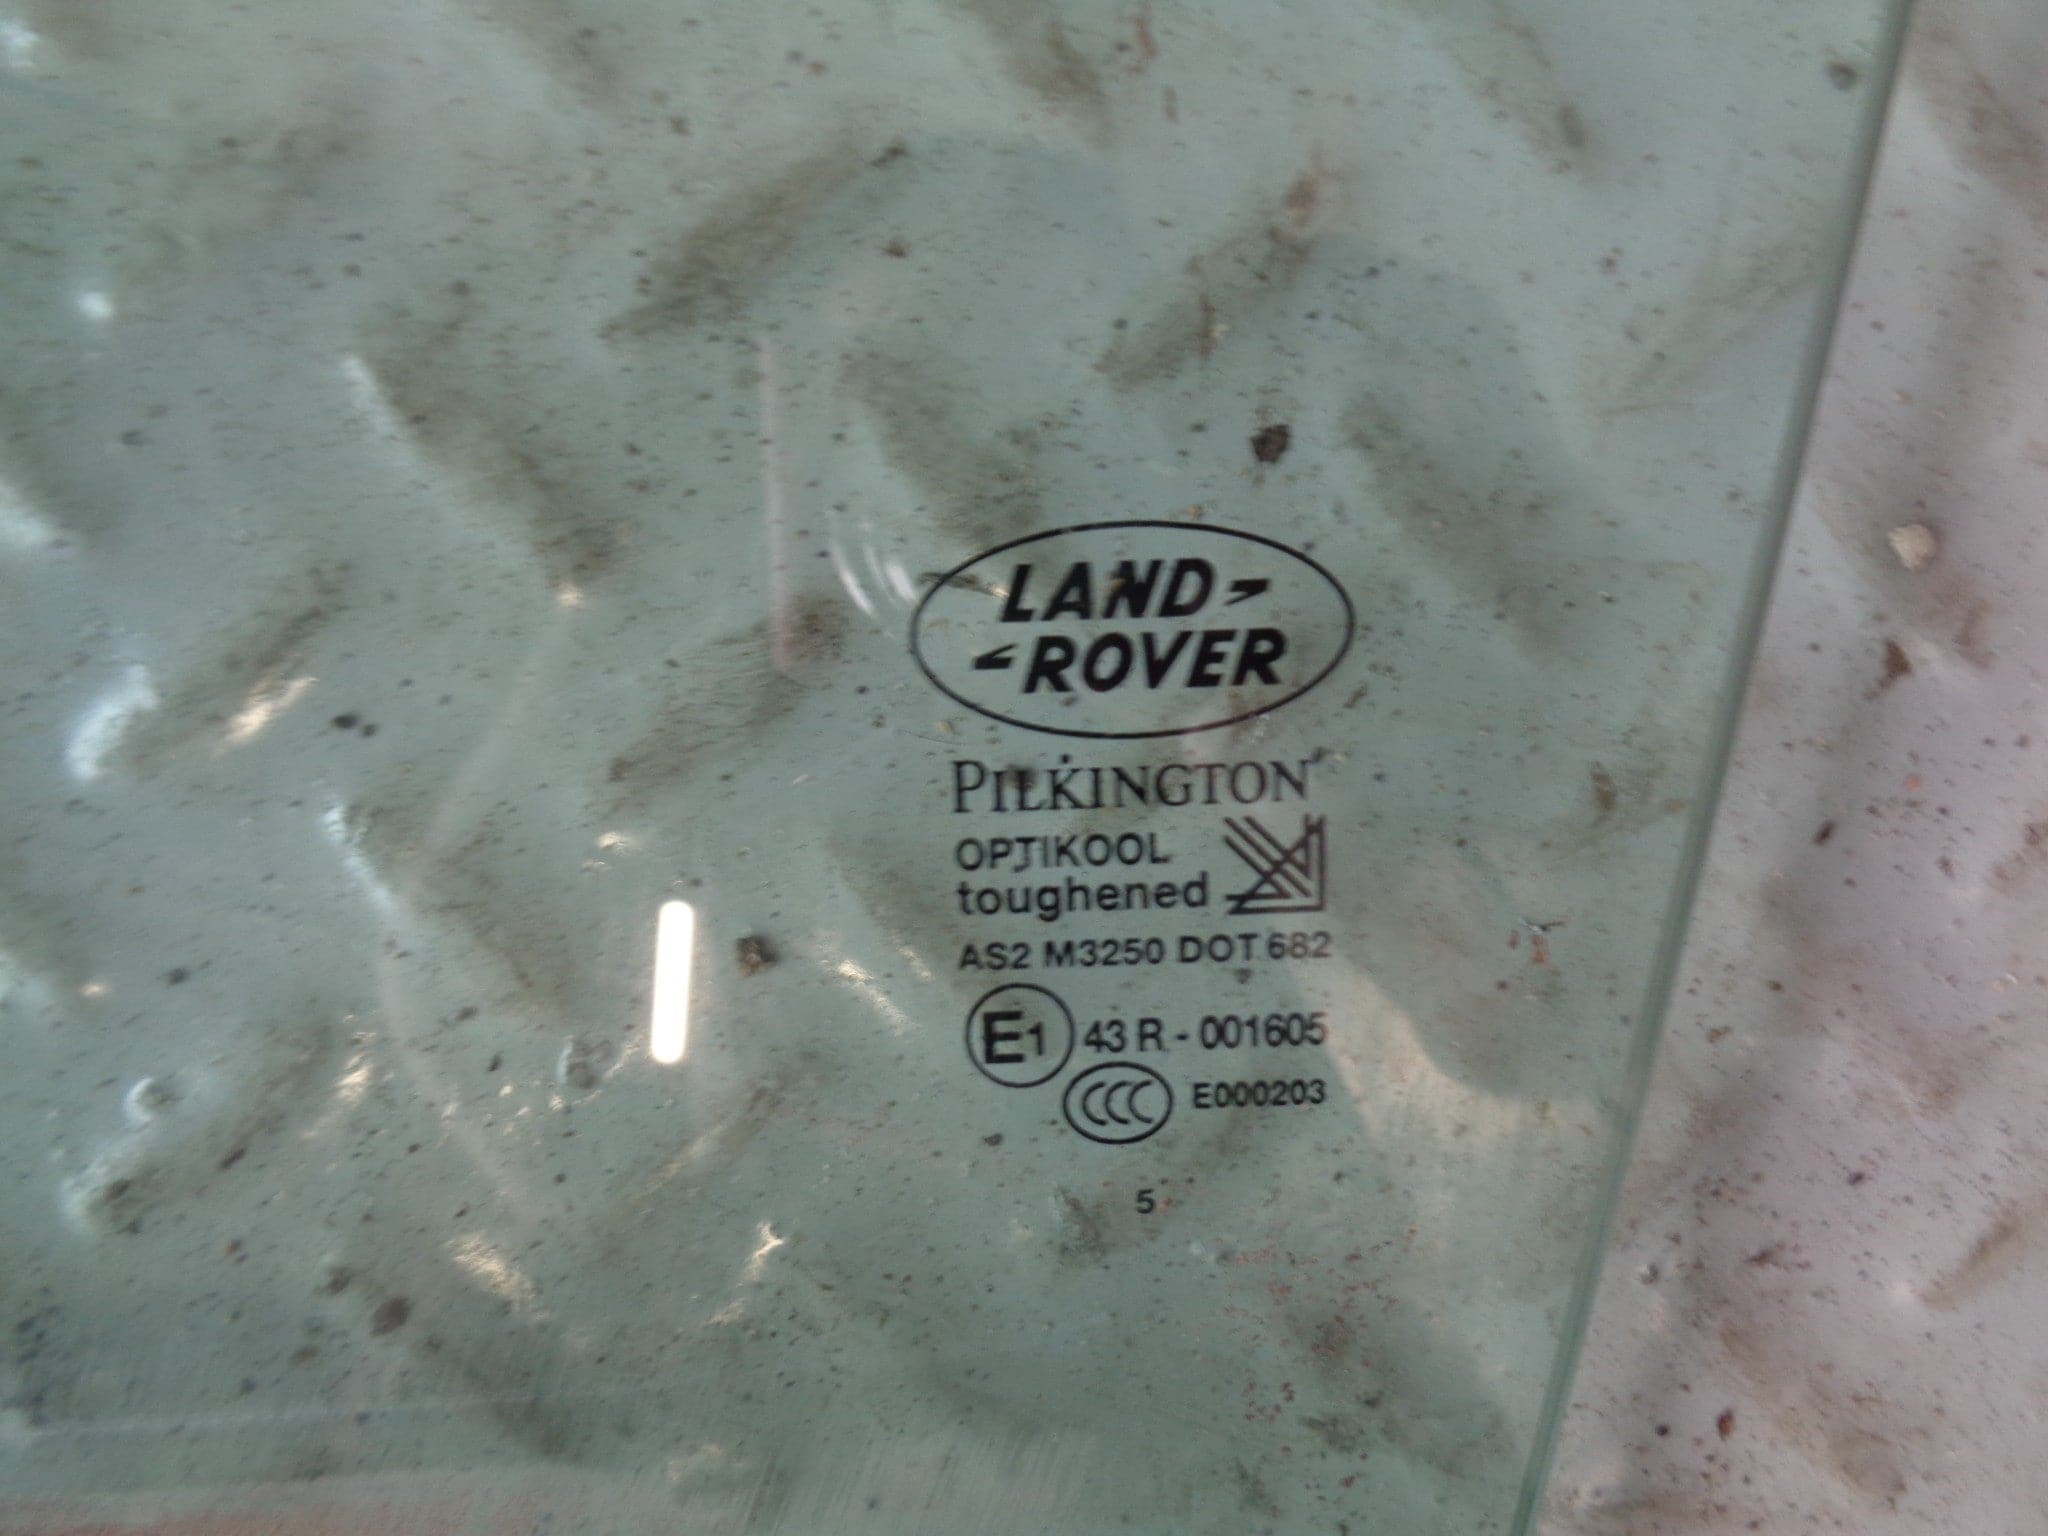 LAND
ROVER
PILKINGTON
OPTIKOOL
toughened
AS2 M3250 DOT 682
E1 43 R - 001605
CCC E000203
5